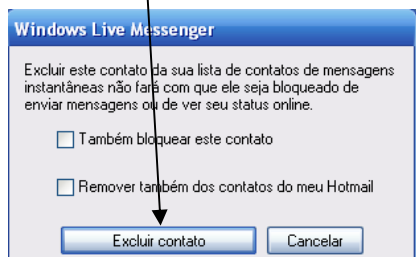 Windows Live Messenger
Excluir este contato da sua lista de contatos de mensagens
instantâneas não fará com que ele seja bloqueado de
enviar mensagens ou de ver seu status online.
Também bloquear este contato
Remover também dos contatos do meu Hotmail
Excluir contato
Cancelar